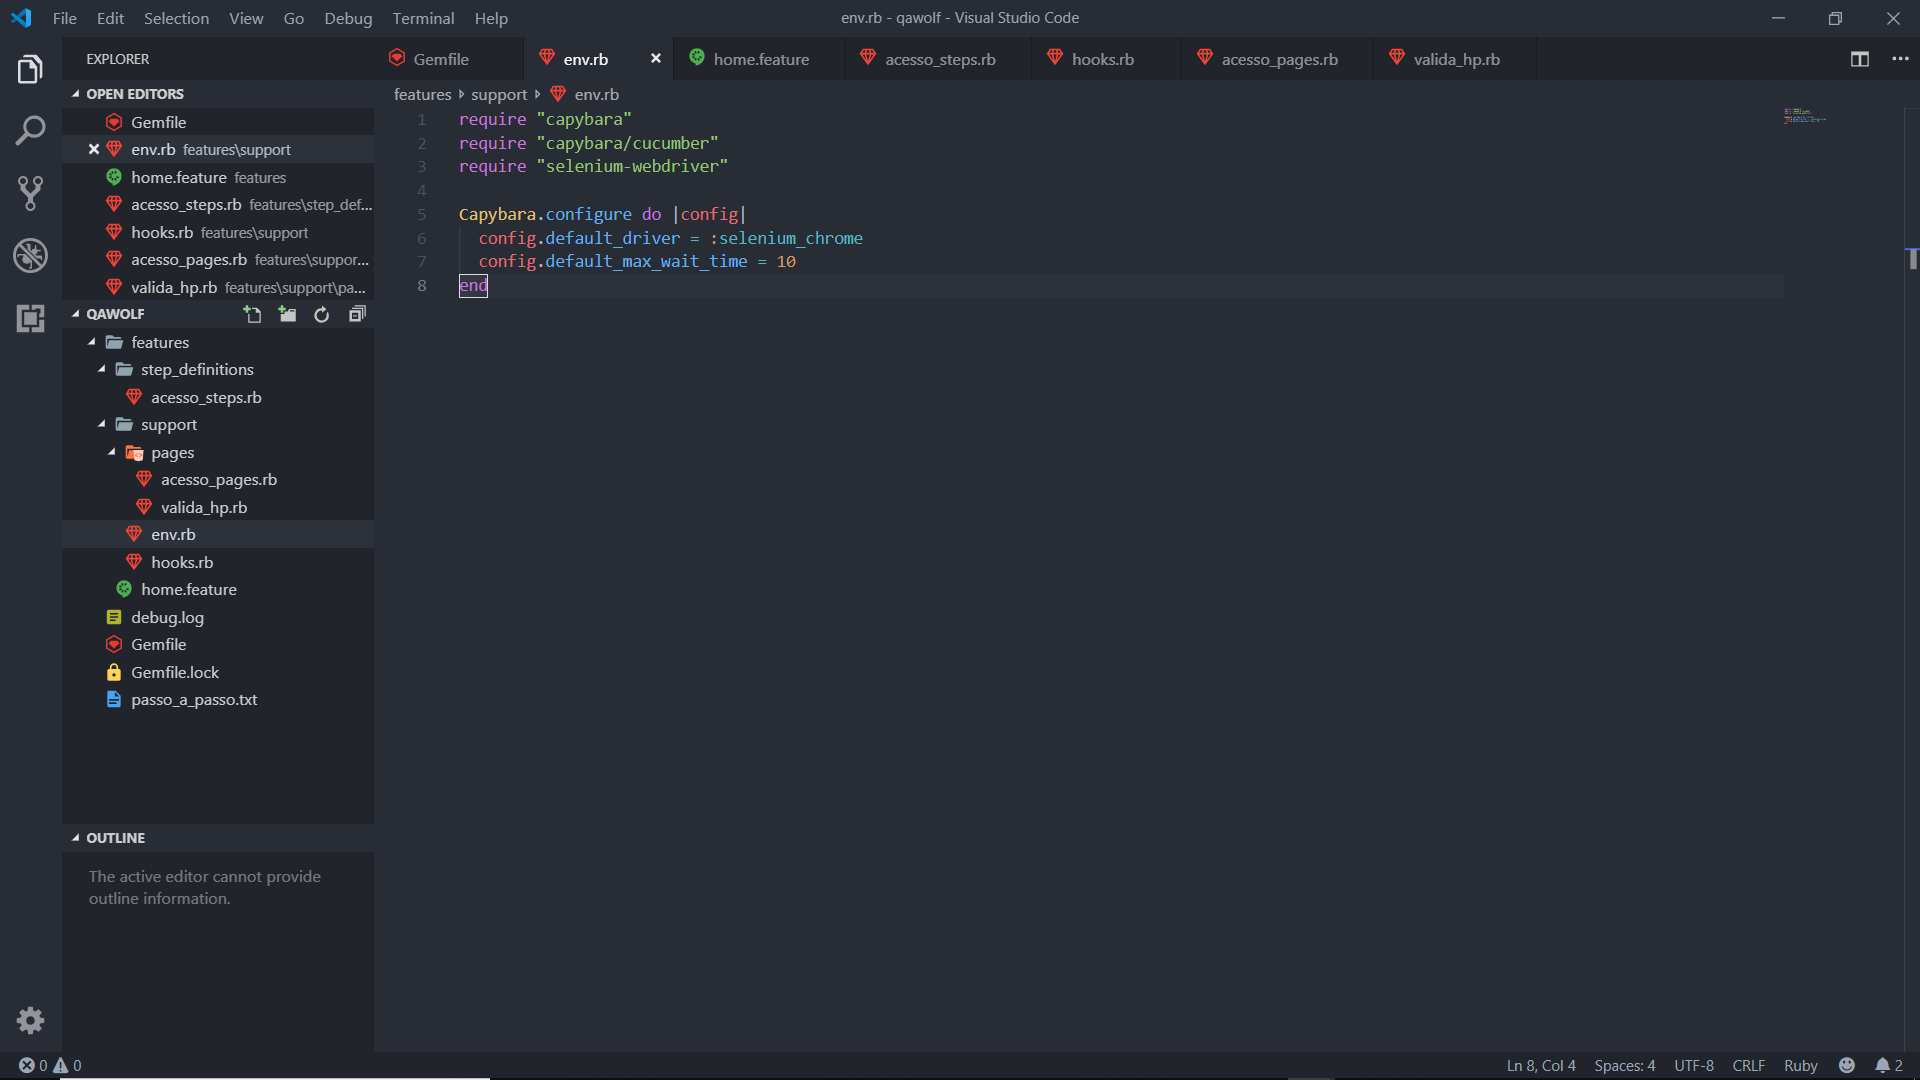 File Edit Selection View Go Debug Terminal Help
env.rb - qawolf - Visual Studio Code
EXPLORER
OPEN EDITORS
Gemfile
env.rb features\support
home.feature features
acesso_steps.rb features\step_def...
hooks.rb features\support
acesso_pages.rb features\suppor...
valida_hp.rb features\support\pa...
QAWOLF
features
step_definitions
acesso_steps.rb
support
pages
acesso_pages.rb
valida_hp.rb
env.rb
hooks.rb
home.feature
debug.log
Gemfile
Gemfile.lock
passo_a_passo.txt
OUTLINE
The active editor cannot provide
outline information.
Gemfile env.rb home.feature acesso_steps.rb hooks.rb acesso_pages.rb valida_hp.rb
features support env.rb
1 require "capybara"
2 require "capybara/cucumber"
3 require "selenium-webdriver"
4
5 Capybara.configure do |config|
6 config.default_driver = :selenium_chrome
7 config.default_max_wait_time = 10
8 end
0 0
Ln 8, Col 4 Spaces: 4 UTF-8 CRLF Ruby 2